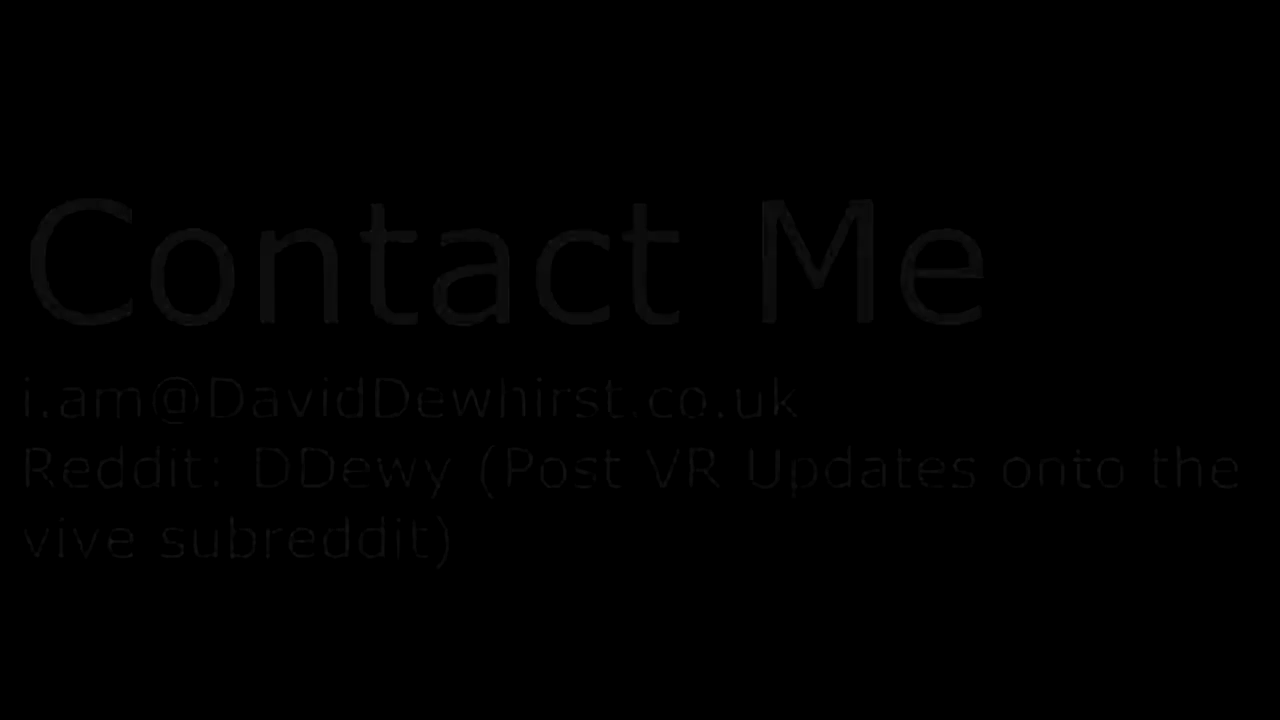 Contact Me
i.am@DavidDewhirst.co.uk
Reddit: DDewy (Post VR Updates onto the
vive subreddit)